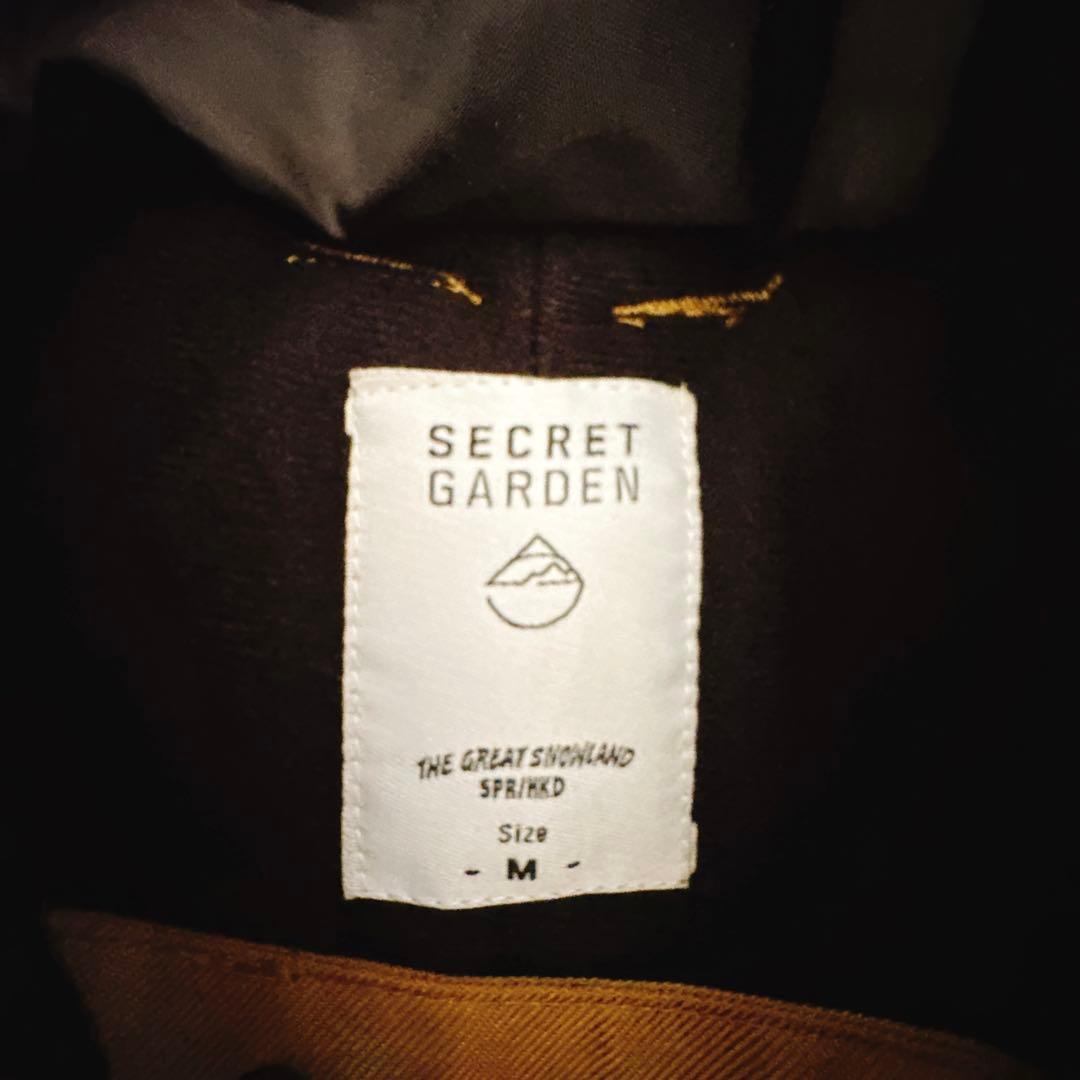 SECRET
GARDEN
THE GREAT SNOWLAND
SPR/HKD
Size
- M -